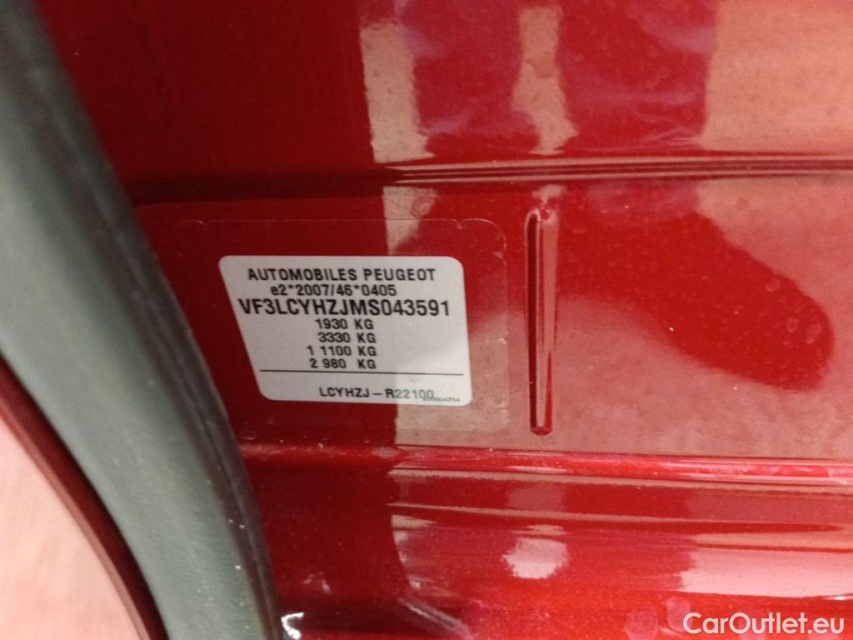 AUTOMOBILES PEUGEOT
e2*2007/46*0405
VF3LCYHZJMS043591
1930 KG
3330 KG
1 1100 KG
2 980 KG
LCYHZJ – R22100
CarOutlet.eu